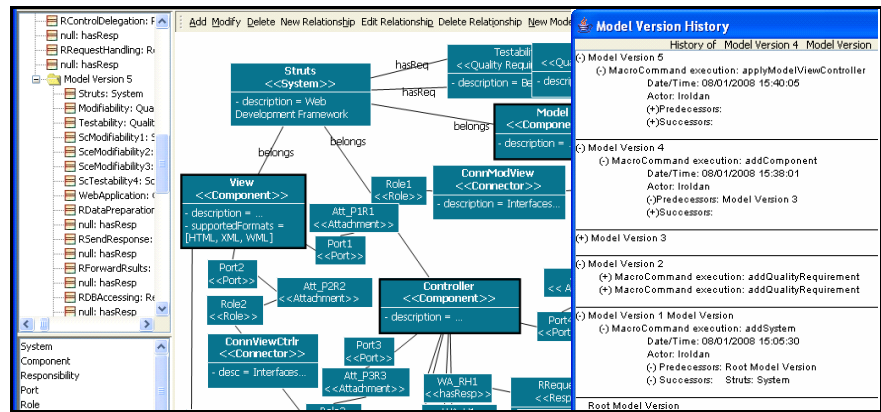 RControlDelegation: F
null: hasResp
RRequestHandling: R
null: hasResp
Model Version 5
Struts: System
Modifiability: Qua
Testability: Qualit
ScModifiability1: S
SceModifiability2:
SceModifiability3:
ScTestability4: Sc
WebApplication: (
RDataPreparation
null: hasResp
RSendResponse:
null: hasResp
RForwardRsults:
null: hasResp
RDBAccessing: Re
null: hasResp
System
Component
Responsibility
Port
Role
Add Modify Delete New Relationship Edit Relationship Delete Relationship New Mode
Struts
<<System>>
- description = Web
Development Framework
hasReq
hasReq
Testabil
<<Quality Requi
- description = Be
<<Qua
- descri
belongs
belongs
belongs
Model
<<Compone
- description = ...
View
<<Component>>
- description = ...
- supportedFormats =
[HTML, XML, WML]
Role1
<<Role>>
ConnModView
<<Connector>>
- description = Interfaces...
Att_P1R1
<<Attachment>>
Port1
<<Port>>
Port2
<<Port>>
Att_P2R2
<<Attachment>>
Role2
<<Role>>
Controller
<<Component>>
- description = ...
<< A
Port4
<<Port
ConnViewCtrlr
<<Connector>>
- desc = Interfaces...
Port3
<<Port>>
Att_P3R3
<<Attachment>>
WA_RH1
<<hasResp>>
RReque
<<Resp
Model Version History
History of Model Version 4 Model Version
(-) Model Version 5
(-) MacroCommand execution: applyModelViewController
Date/Time: 08/01/2008 15:40:05
Actor: lroldan
(+)Predecessors:
(+)Successors:
(-) Model Version 4
(-) MacroCommand execution: addComponent
Date/Time: 08/01/2008 15:38:01
Actor: lroldan
(-)Predecessors: Model Version 3
(+)Successors:
(+) Model Version 3
(-) Model Version 2
(+) MacroCommand execution: addQualityRequirement
(+) MacroCommand execution: addQualityRequirement
(-) Model Version 1 Model Version
(-) MacroCommand execution: addSystem
Date/Time: 08/01/2008 15:05:30
Actor: lroldan
(-) Predecessors: Root Model Version
(-) Successors: Struts: System
Root Model Version